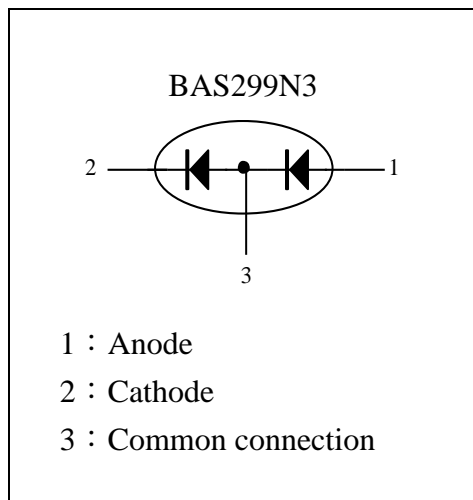 BAS299N3
2 1
3
1：Anode
2：Cathode
3：Common connection